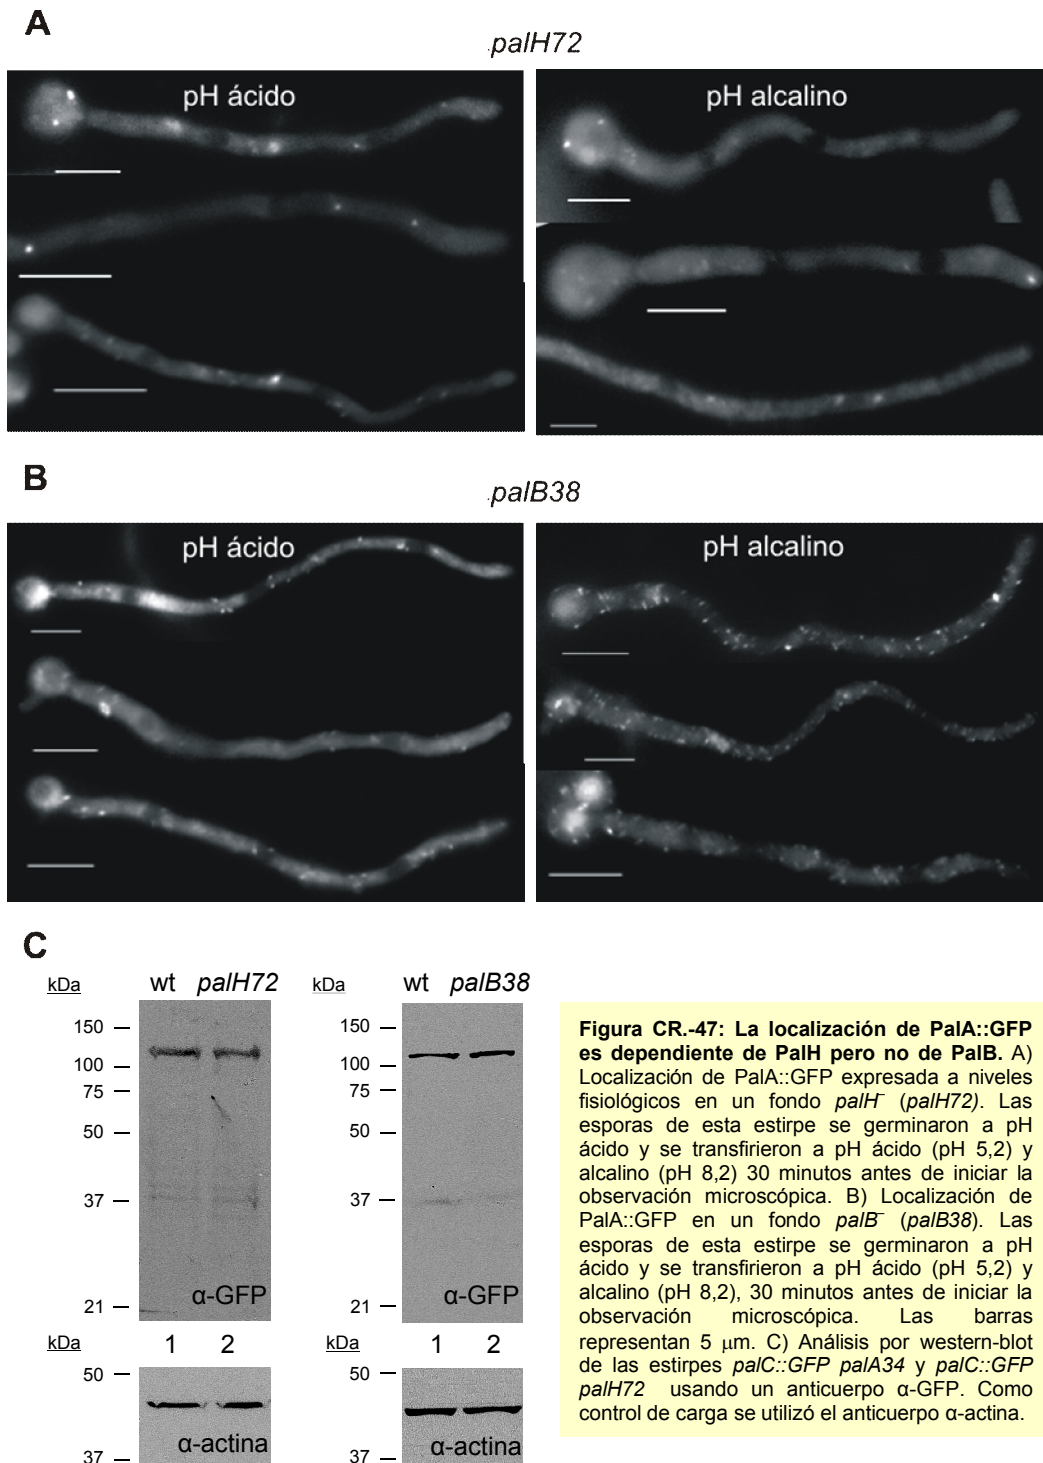 A
.palH72
pH ácido
pH alcalino
B
.palB38
pH ácido
pH alcalino
C
kDa
wt palH72
150
100
75
50
37
21
α-GFP
kDa
1 2
50
37
α-actina
kDa
wt palB38
150
100
75
50
37
21
α-GFP
kDa
1 2
50
37
α-actina
Figura CR.-47: La localización de PalA::GFP
es dependiente de PalH pero no de PalB. A)
Localización de PalA::GFP expresada a niveles
fisiológicos en un fondo palH⁻ (palH72). Las
esporas de esta estirpe se germinaron a pH
ácido y se transfirieron a pH ácido (pH 5,2) y
alcalino (pH 8,2) 30 minutos antes de iniciar la
observación microscópica. B) Localización de
PalA::GFP en un fondo palB⁻ (palB38). Las
esporas de esta estirpe se germinaron a pH
ácido y se transfirieron a pH ácido (pH 5,2) y
alcalino (pH 8,2), 30 minutos antes de iniciar la
observación microscópica. Las barras
representan 5 μm. C) Análisis por western-blot
de las estirpes palC::GFP palA34 y palC::GFP
palH72 usando un anticuerpo α-GFP. Como
control de carga se utilizó el anticuerpo α-actina.